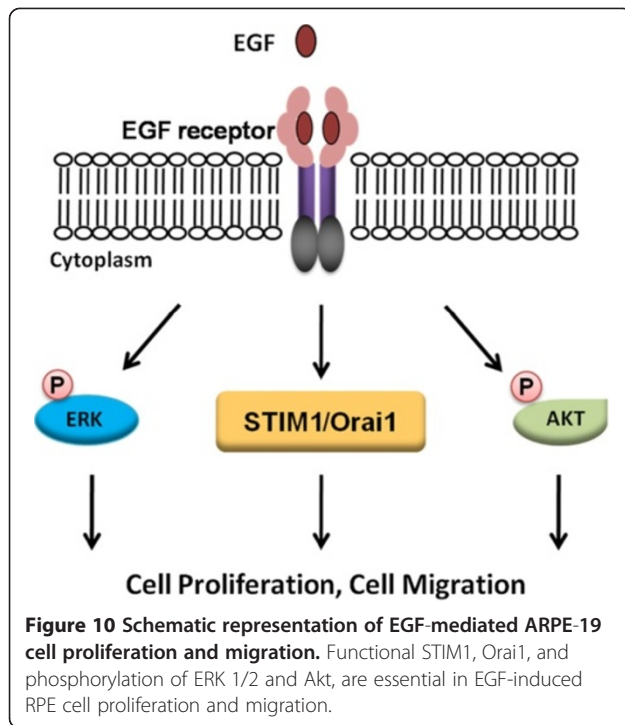 EGF
EGF receptor
Cytoplasm
P
ERK
STIM1/Orai1
P
AKT
Cell Proliferation, Cell Migration
Figure 10 Schematic representation of EGF-mediated ARPE-19
cell proliferation and migration. Functional STIM1, Orai1, and
phosphorylation of ERK 1/2 and Akt, are essential in EGF-induced
RPE cell proliferation and migration.